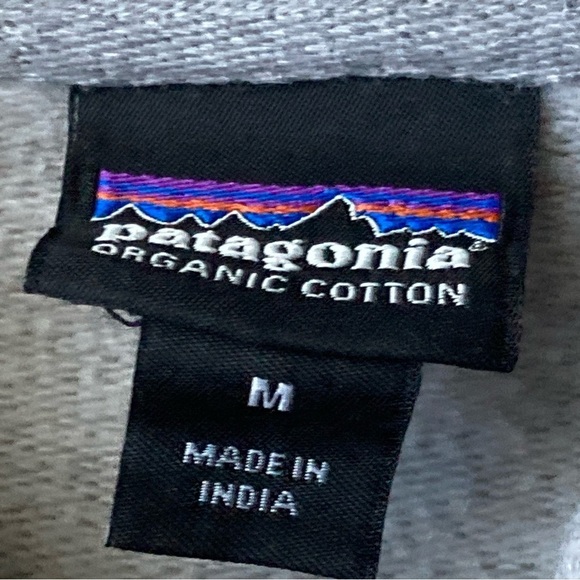 patagonia®
ORGANIC COTTON
M
MADE IN
INDIA